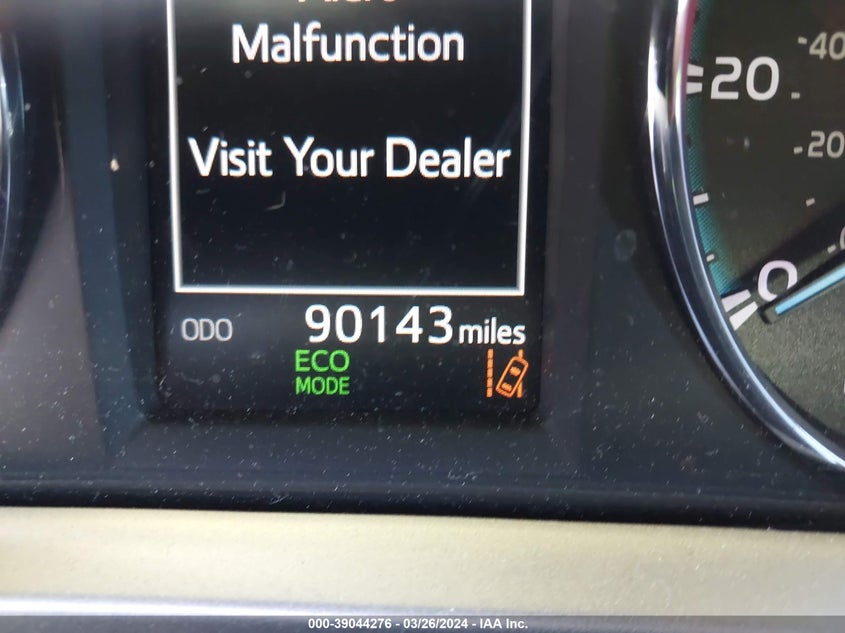 Malfunction
Visit Your Dealer
ODO 90143 miles
ECO
MODE
20
0
40
20
000-39044276 - 03/26/2024 - IAA Inc.